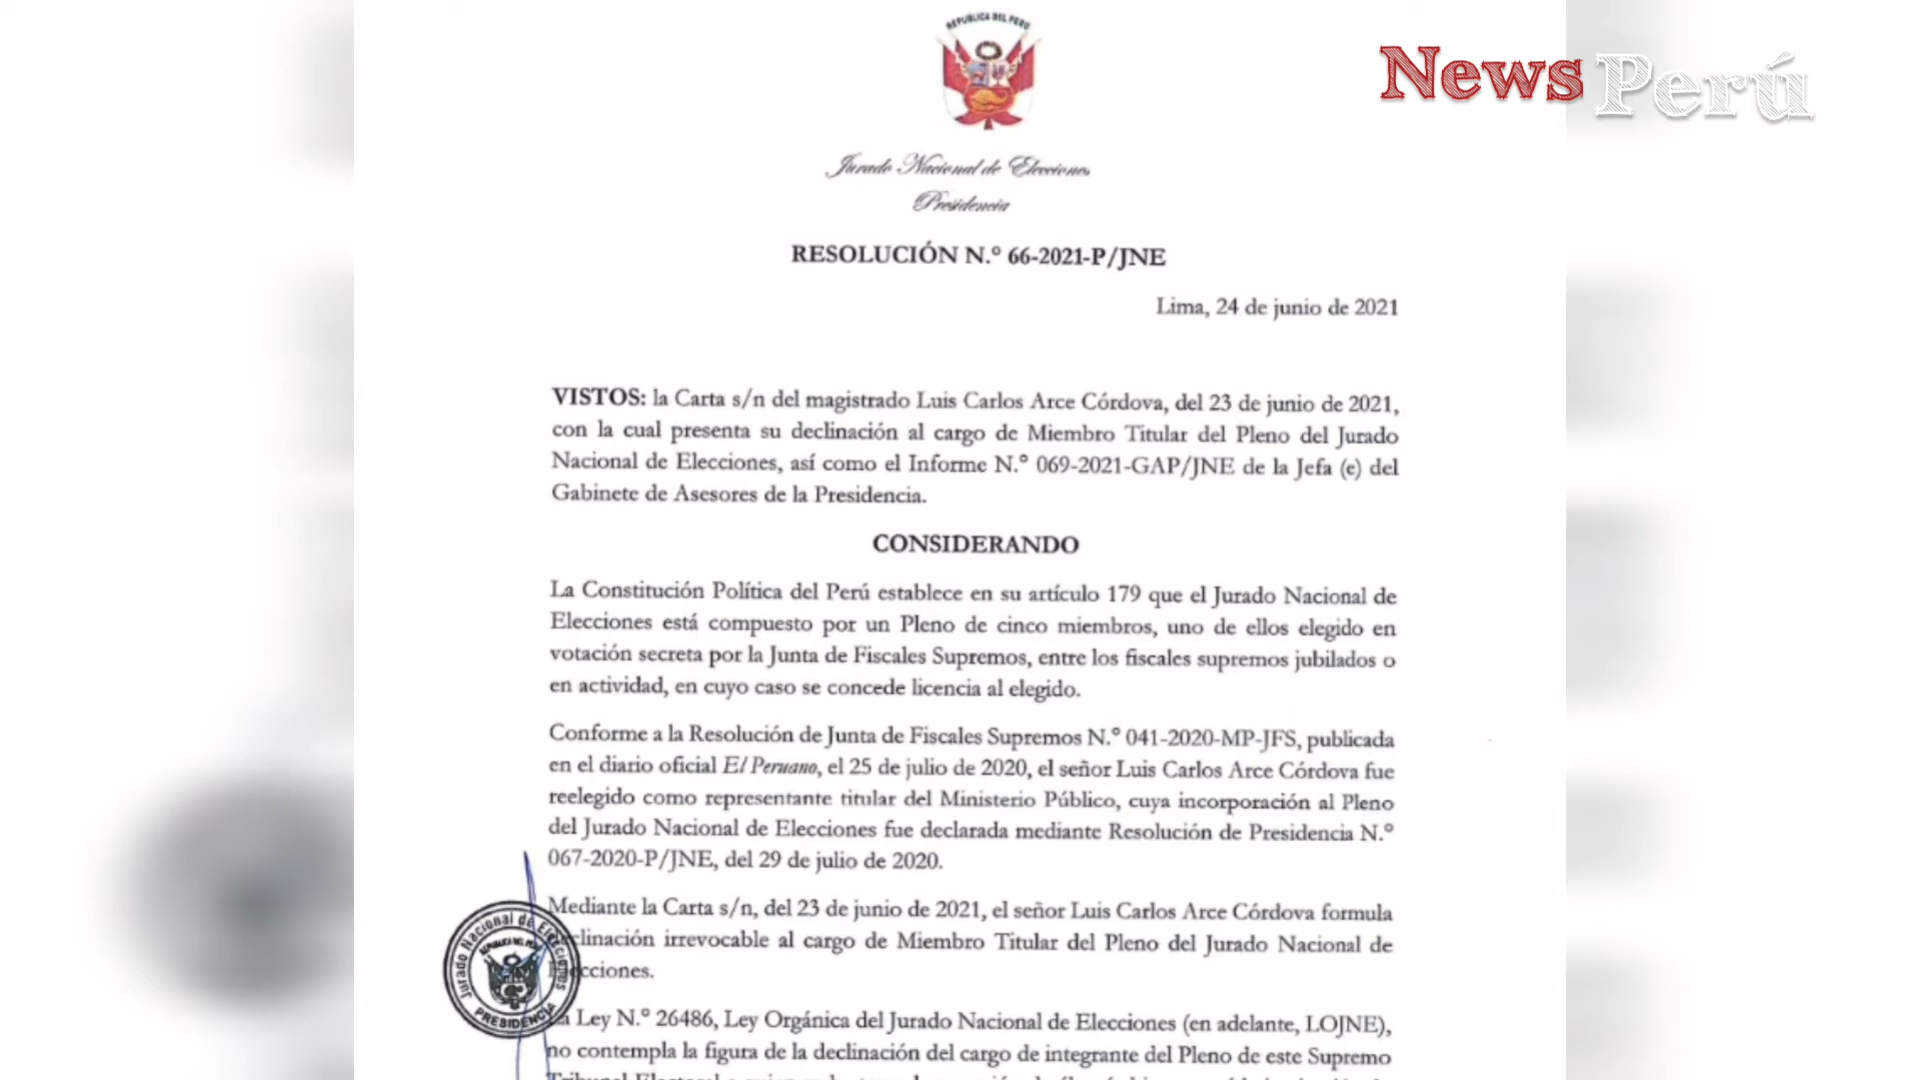 REPUBLICA DEL PERU
News Perú
Jurado Nacional de Elecciones
Presidencia
RESOLUCIÓN N.° 66-2021-P/JNE
Lima, 24 de junio de 2021
VISTOS: la Carta s/n del magistrado Luis Carlos Arce Córdova, del 23 de junio de 2021,
con la cual presenta su declinación al cargo de Miembro Titular del Pleno del Jurado
Nacional de Elecciones, así como el Informe N.° 069-2021-GAP/JNE de la Jefa (e) del
Gabinete de Asesores de la Presidencia.
CONSIDERANDO
La Constitución Política del Perú establece en su artículo 179 que el Jurado Nacional de
Elecciones está compuesto por un Pleno de cinco miembros, uno de ellos elegido en
votación secreta por la Junta de Fiscales Supremos, entre los fiscales supremos jubilados o
en actividad, en cuyo caso se concede licencia al elegido.
Conforme a la Resolución de Junta de Fiscales Supremos N.° 041-2020-MP-JFS, publicada
en el diario oficial El Peruano, el 25 de julio de 2020, el señor Luis Carlos Arce Córdova fue
reelegido como representante titular del Ministerio Público, cuya incorporación al Pleno
del Jurado Nacional de Elecciones fue declarada mediante Resolución de Presidencia N.°
067-2020-P/JNE, del 29 de julio de 2020.
Mediante la Carta s/n, del 23 de junio de 2021, el señor Luis Carlos Arce Córdova formula
declinación irrevocable al cargo de Miembro Titular del Pleno del Jurado Nacional de
Elecciones.
Jurado Nacional de Elecciones
PRESIDENCIA
La Ley N.° 26486, Ley Orgánica del Jurado Nacional de Elecciones (en adelante, LOJNE),
no contempla la figura de la declinación del cargo de integrante del Pleno de este Supremo